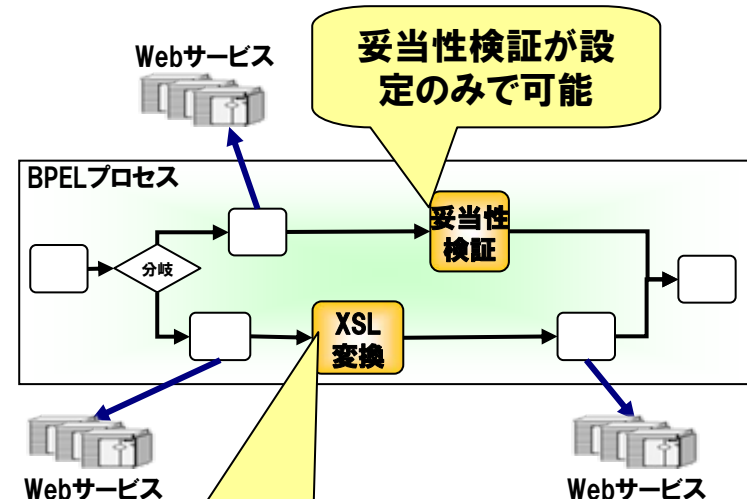 Webサービス
妥当性検証が設
定のみで可能
BPELプロセス
妥当性
検証
分岐
XSL
変換
Webサービス
Webサービス